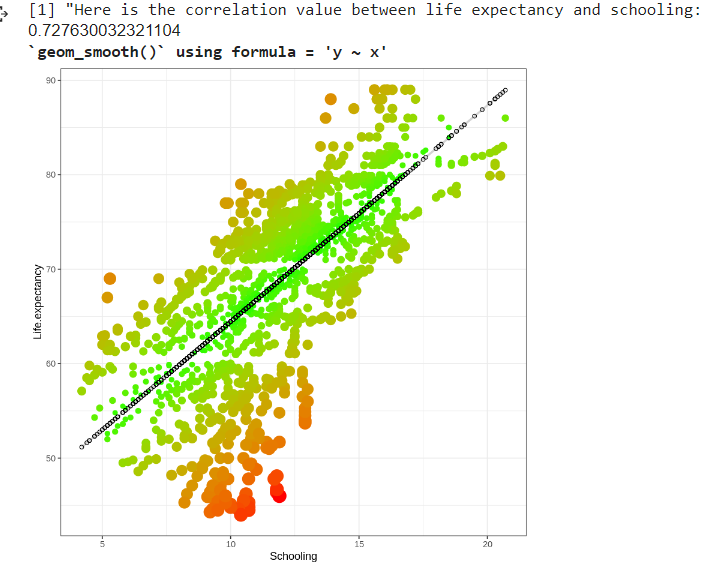 [1] "Here is the correlation value between life expectancy and schooling:
0.727630032321104
`geom_smooth()` using formula = 'y ~ x'
90
80
70
60
50
Life.expectancy
5 10 15 20
Schooling